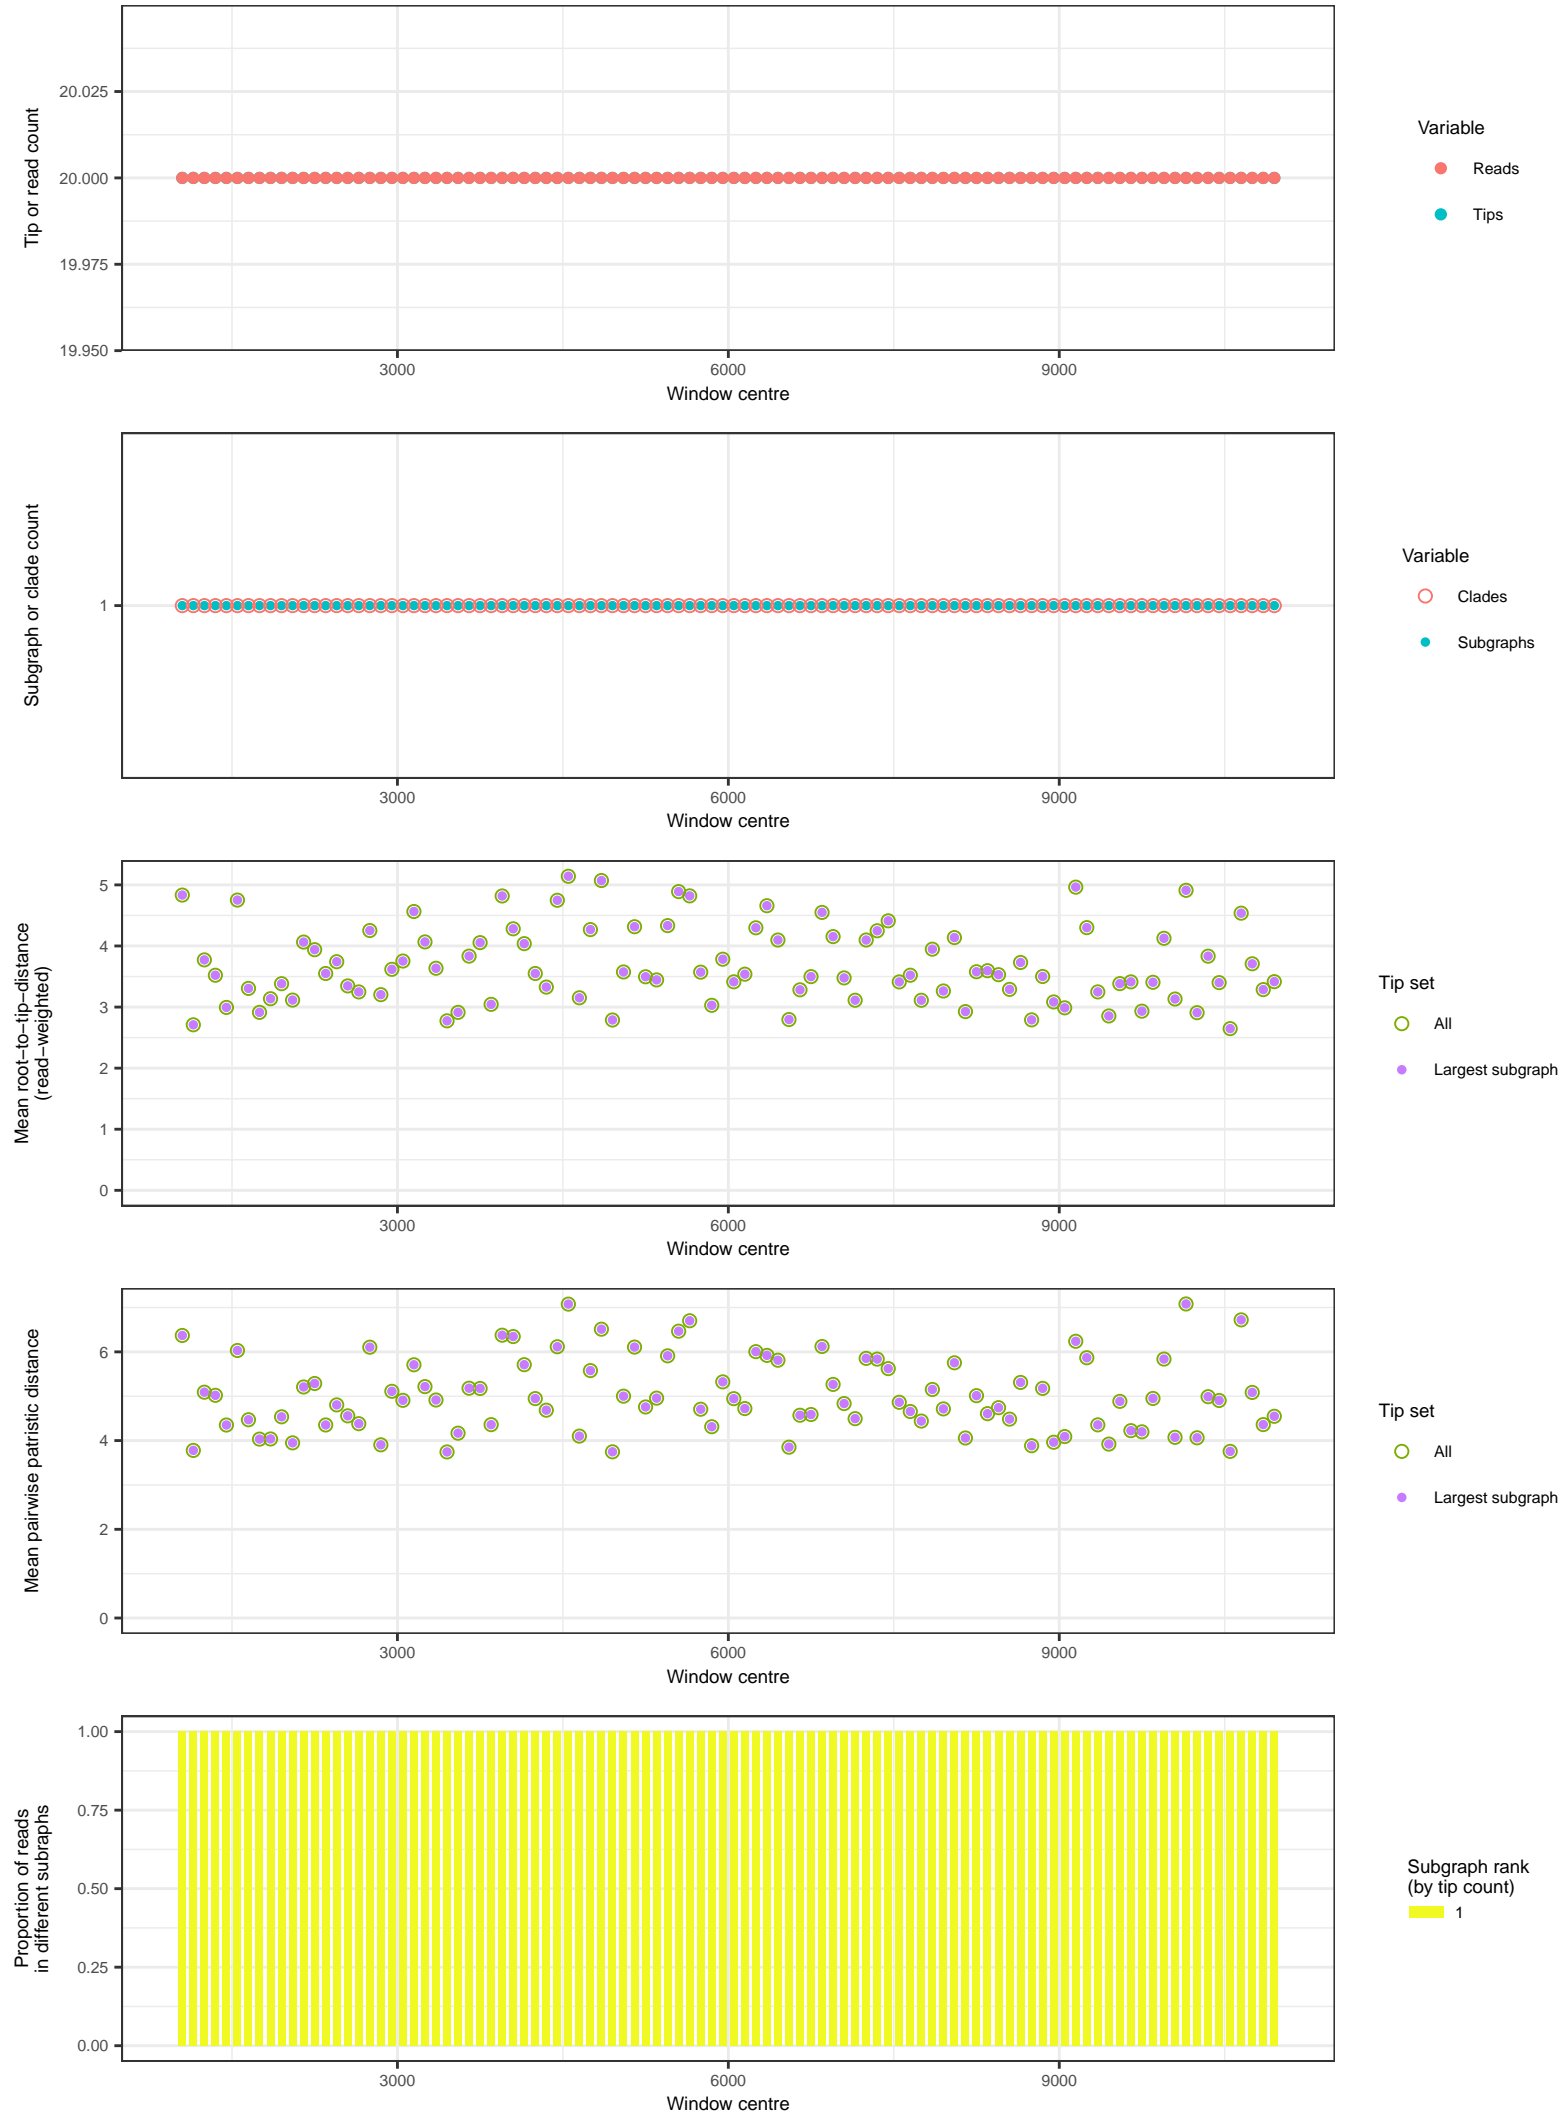 20.025
20.000
19.975
19.950
Tip or read count
3000
6000
9000
Window centre
Variable
Reads
Tips
1
Subgraph or clade count
3000
6000
9000
Window centre
Variable
Clades
Subgraphs
5
4
3
2
1
0
Mean root−to−tip−distance
(read−weighted)
3000
6000
9000
Window centre
Tip set
All
Largest subgraph
6
4
2
0
Mean pairwise patristic distance
3000
6000
9000
Window centre
Tip set
All
Largest subgraph
1.00
0.75
0.50
0.25
0.00
Proportion of reads
in different subraphs
3000
6000
9000
Window centre
Subgraph rank
(by tip count)
1